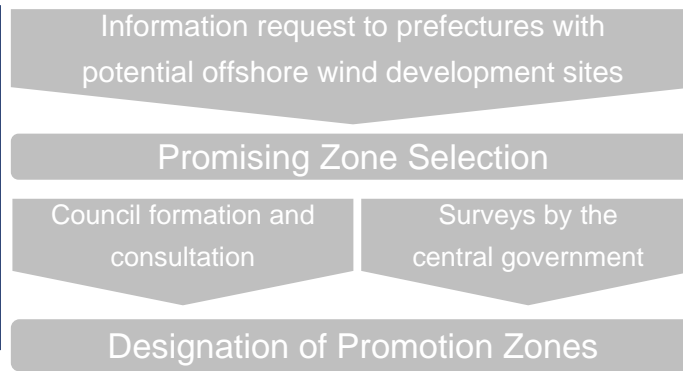 Information request to prefectures with
potential offshore wind development sites
Promising Zone Selection
Council formation and
consultation
Surveys by the
central government
Designation of Promotion Zones